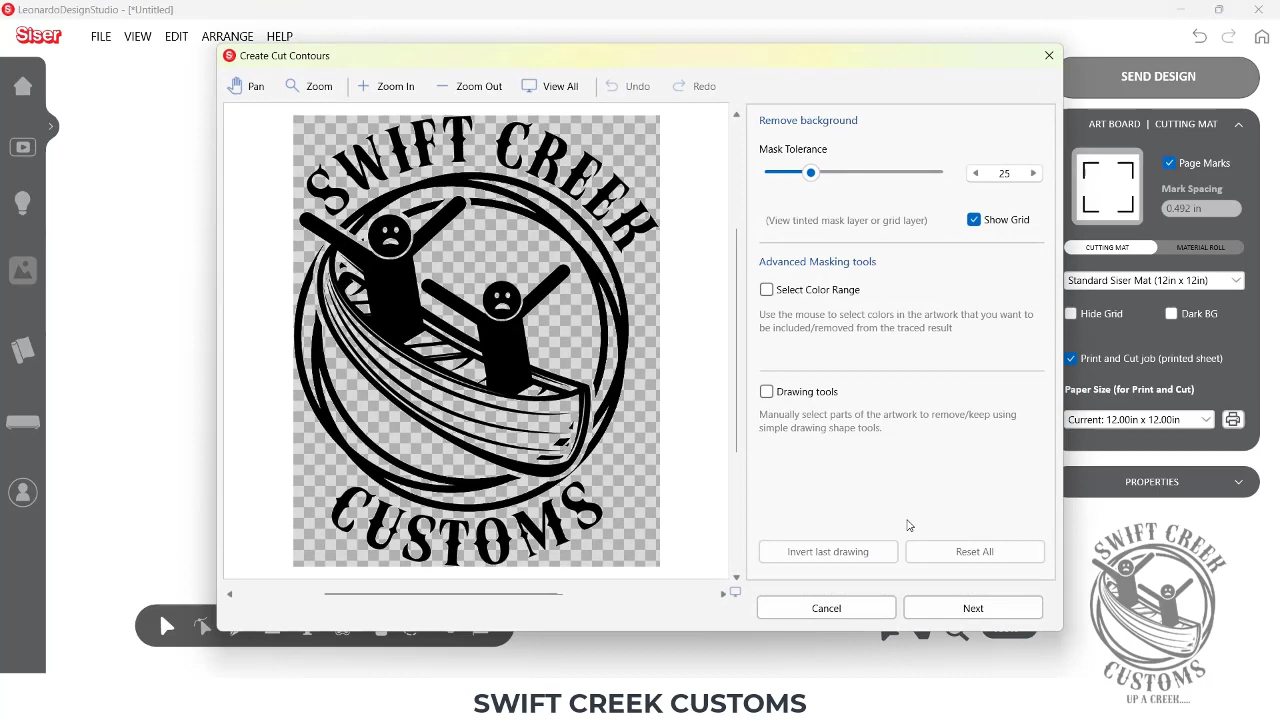 LeonardoDesignStudio - [*Untitled]
Siser
FILE VIEW EDIT ARRANGE HELP
Create Cut Contours
Pan Zoom Zoom In Zoom Out View All Undo Redo
SWIFT CREEK
CUSTOMS
Remove background
Mask Tolerance
25
(View tinted mask layer or grid layer) Show Grid
Advanced Masking tools
Select Color Range
Use the mouse to select colors in the artwork that you want to
be included/removed from the traced result
Drawing tools
Manually select parts of the artwork to remove/keep using
simple drawing shape tools.
Invert last drawing Reset All
Cancel Next
SEND DESIGN
ART BOARD | CUTTING MAT
Page Marks
Mark Spacing
0.492 in
CUTTING MAT MATERIAL ROLL
Standard Siser Mat (12in x 12in)
Hide Grid Dark BG
Print and Cut job (printed sheet)
Paper Size (for Print and Cut)
Current: 12.00in x 12.00in
PROPERTIES
SWIFT CREEK
CUSTOMS
UP A CREEK.....
SWIFT CREEK CUSTOMS